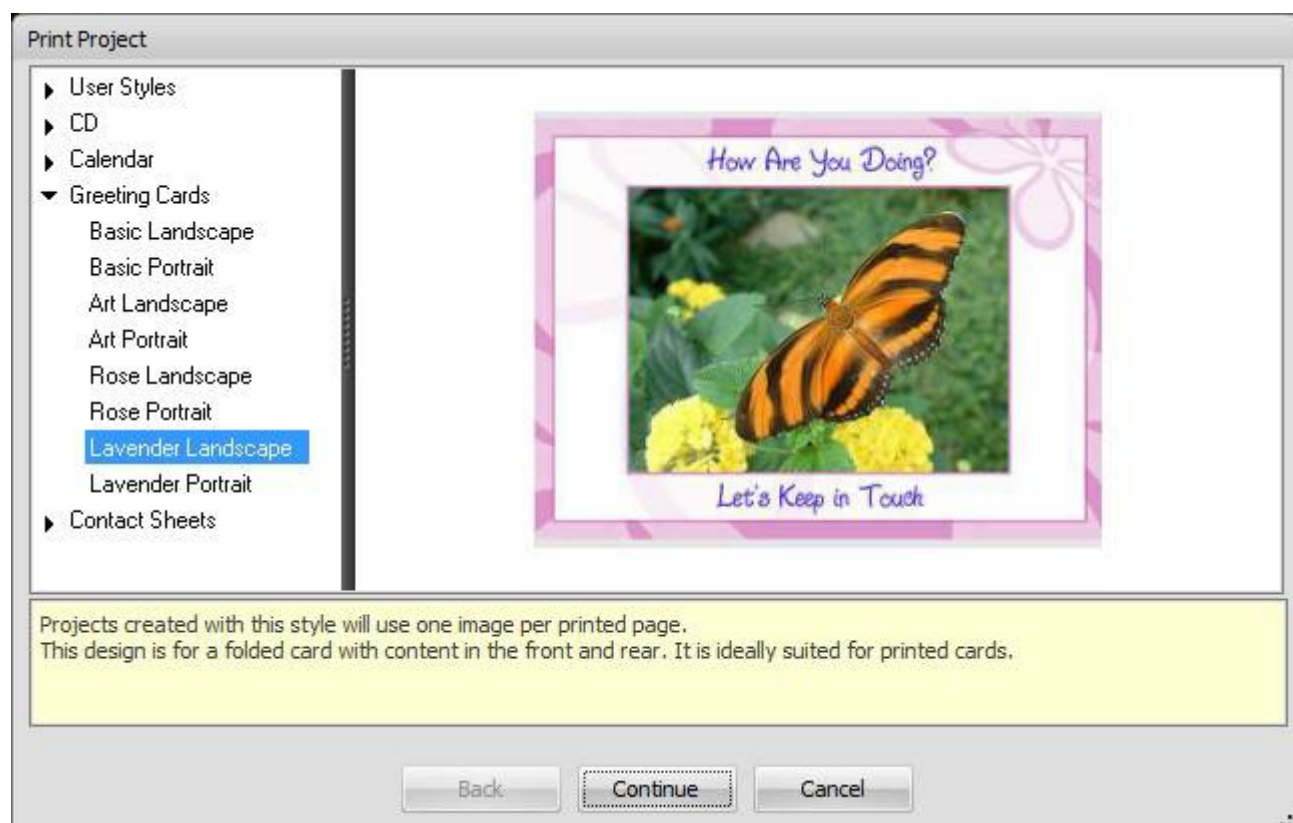 Print Project
User Styles
CD
Calendar
Greeting Cards
Basic Landscape
Basic Portrait
Art Landscape
Art Portrait
Rose Landscape
Rose Portrait
Lavender Landscape
Lavender Portrait
Contact Sheets
How Are You Doing?
Let's Keep in Touch
Projects created with this style will use one image per printed page.
This design is for a folded card with content in the front and rear. It is ideally suited for printed cards.
Back
Continue
Cancel